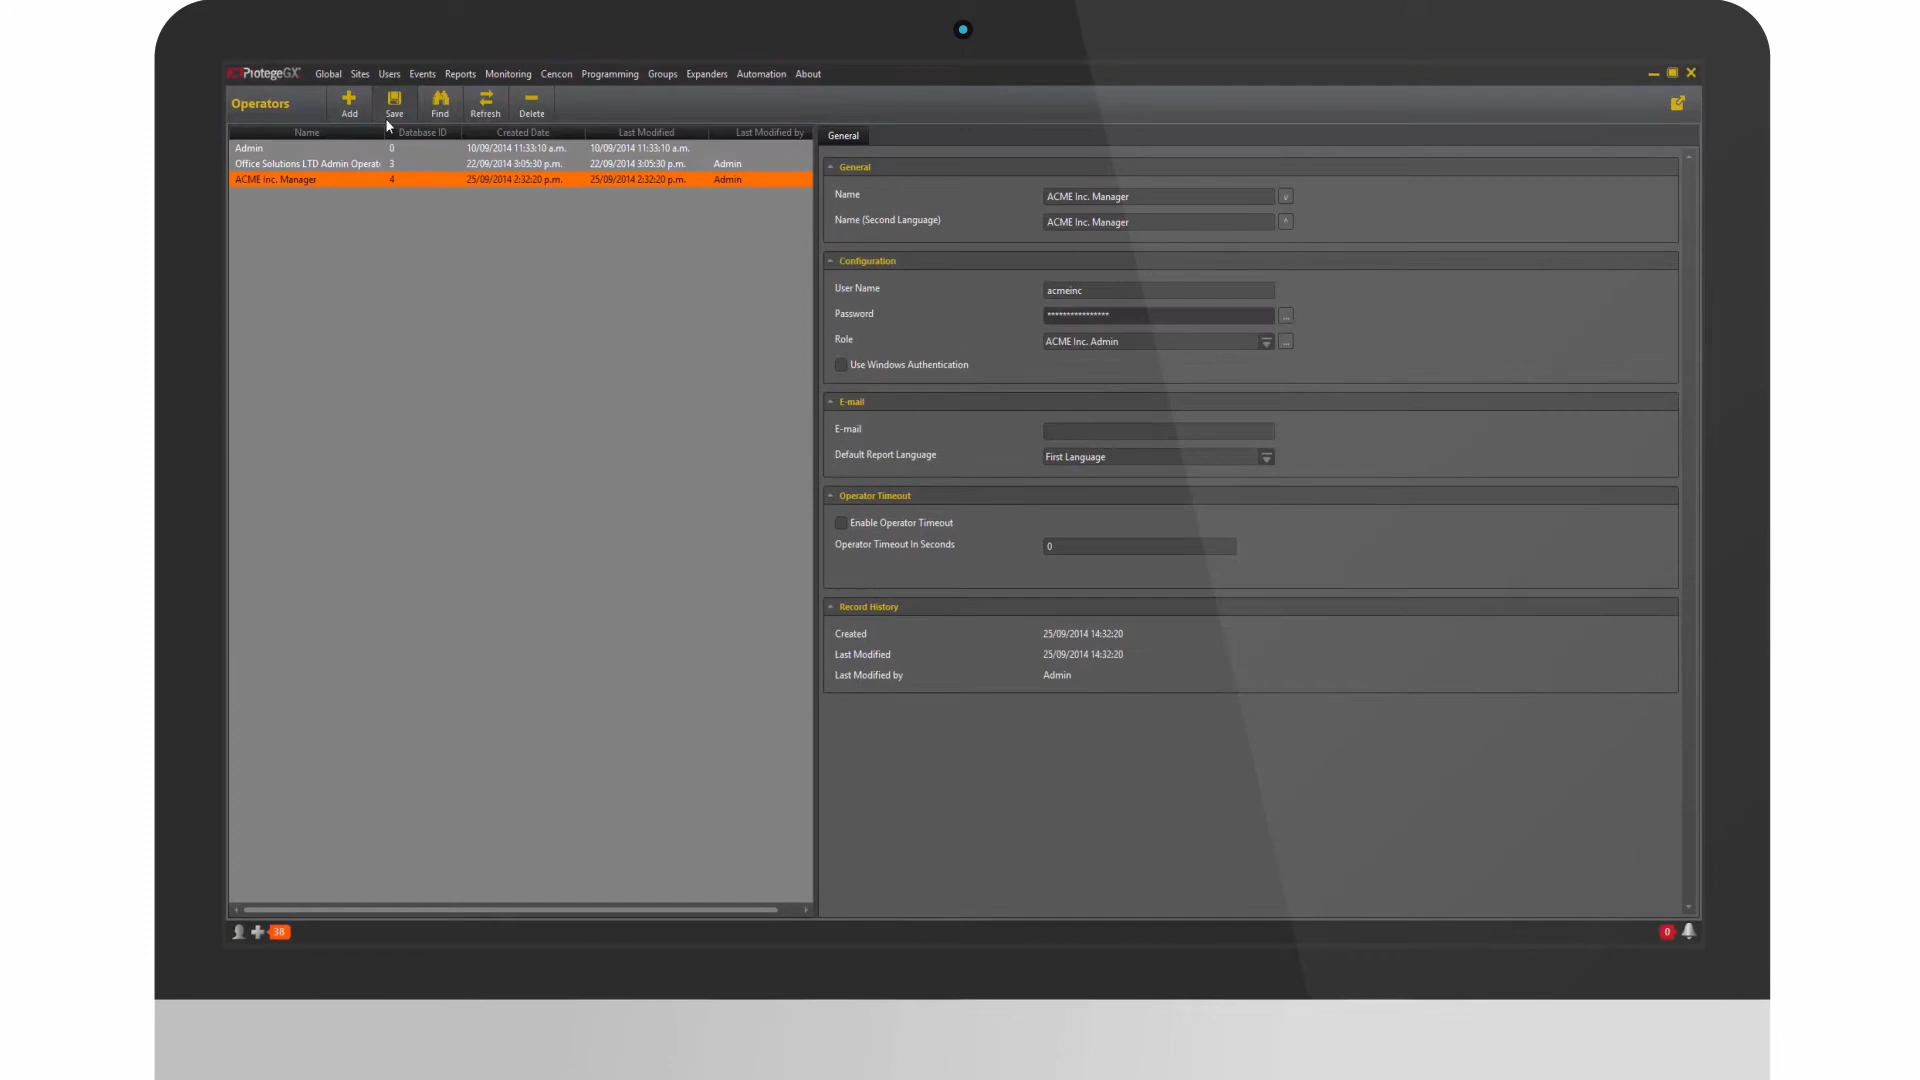 ICT ProtegeGX Global Sites Users Events Reports Monitoring Cencon Programming Groups Expanders Automation About
Operators Add Save Find Refresh Delete
Name Database ID Created Date Last Modified Last Modified by
Admin 0 10/09/2014 11:33:10 a.m. 10/09/2014 11:33:10 a.m.
Office Solutions LTD Admin Operat 3 22/09/2014 3:05:30 p.m. 22/09/2014 3:05:30 p.m. Admin
ACME Inc. Manager 4 25/09/2014 2:32:20 p.m. 25/09/2014 2:32:20 p.m. Admin
General
General
Name ACME Inc. Manager
Name (Second Language) ACME Inc. Manager
Configuration
User Name acmeinc
Password ****************
Role ACME Inc. Admin
Use Windows Authentication
E-mail
E-mail
Default Report Language First Language
Operator Timeout
Enable Operator Timeout
Operator Timeout In Seconds 0
Record History
Created 25/09/2014 14:32:20
Last Modified 25/09/2014 14:32:20
Last Modified by Admin
38 0